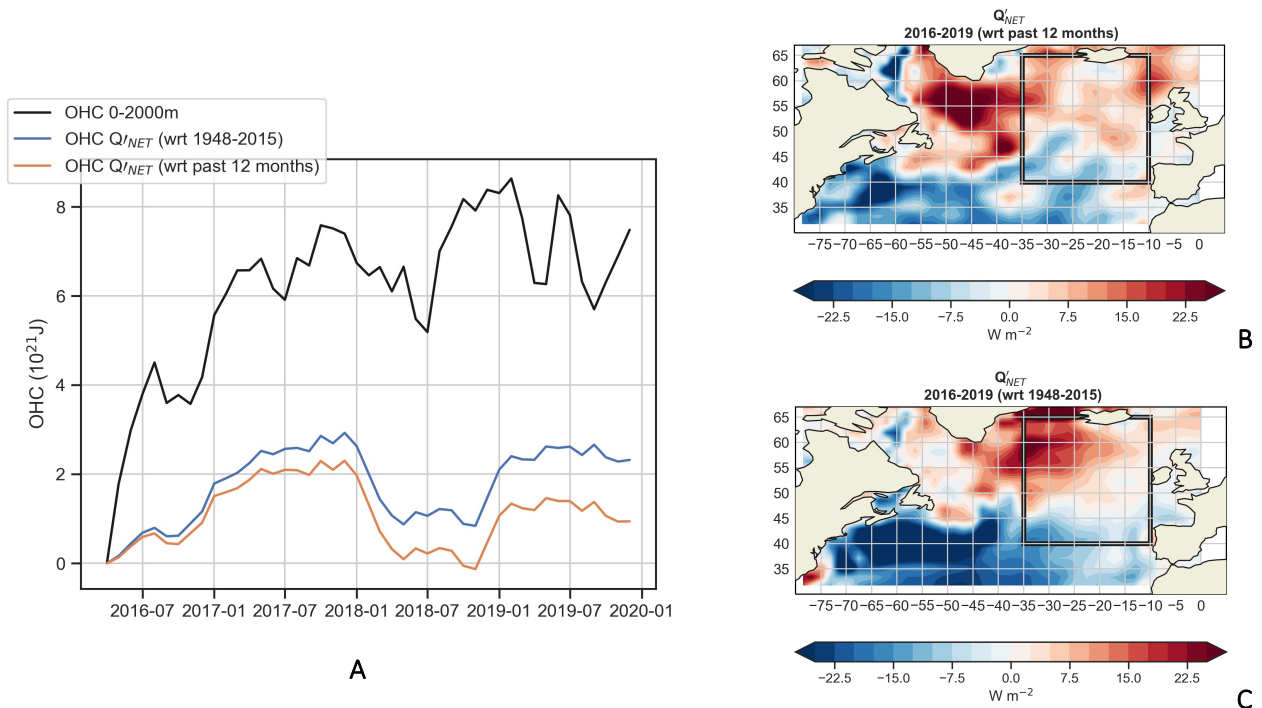 OHC 0-2000m
OHC Q′NET (wrt 1948-2015)
OHC Q′NET (wrt past 12 months)
OHC (10²¹J)
8
6
4
2
0
2016-07 2017-01 2017-07 2018-01 2018-07 2019-01 2019-07 2020-01
A
Q′NET
2016-2019 (wrt past 12 months)
65
60
55
50
45
40
35
−75 −70 −65 −60 −55 −50 −45 −40 −35 −30 −25 −20 −15 −10 −5 0
−22.5 −15.0 −7.5 0.0 7.5 15.0 22.5
W m⁻²
B
Q′NET
2016-2019 (wrt 1948-2015)
65
60
55
50
45
40
35
−75 −70 −65 −60 −55 −50 −45 −40 −35 −30 −25 −20 −15 −10 −5 0
−22.5 −15.0 −7.5 0.0 7.5 15.0 22.5
W m⁻²
C